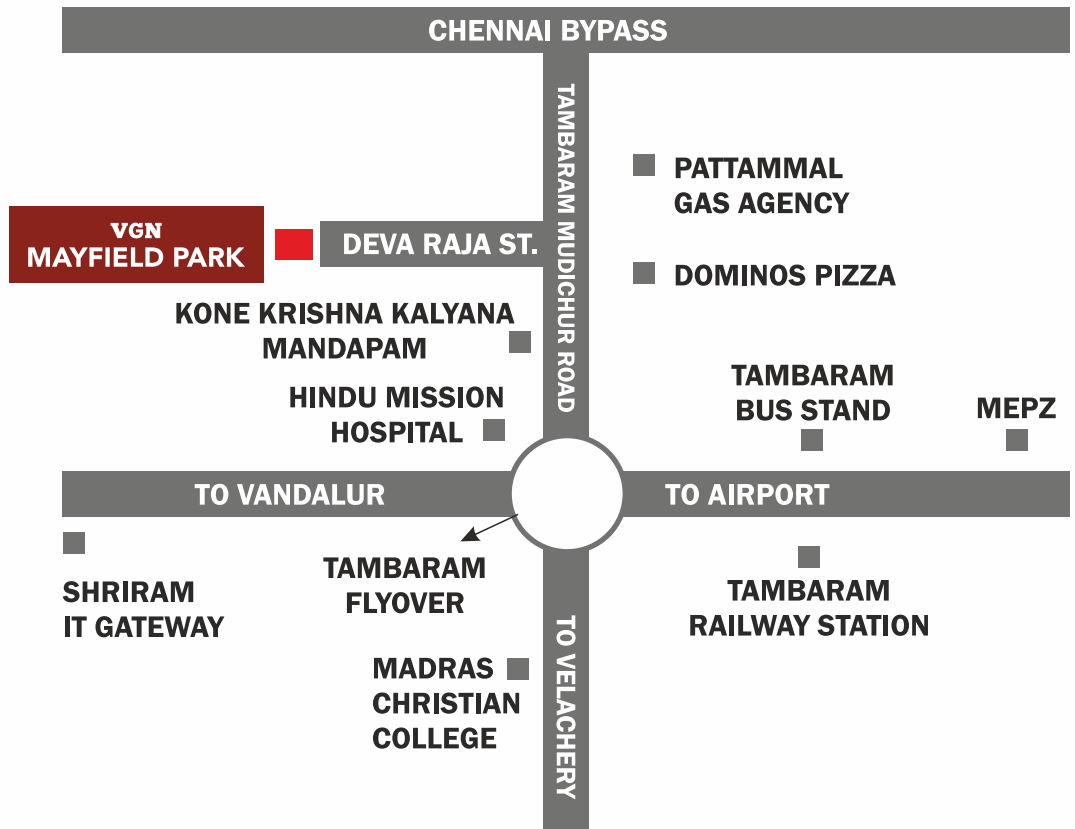 CHENNAI BYPASS
TAMBARAM MUDICHUR ROAD
PATTAMMAL
GAS AGENCY
VGN
MAYFIELD PARK
DEVA RAJA ST.
DOMINOS PIZZA
KONE KRISHNA KALYANA
MANDAPAM
HINDU MISSION
HOSPITAL
TAMBARAM
BUS STAND
MEPZ
TO VANDALUR
TO AIRPORT
TAMBARAM
FLYOVER
SHRIRAM
IT GATEWAY
TAMBARAM
RAILWAY STATION
TO VELACHERY
MADRAS
CHRISTIAN
COLLEGE